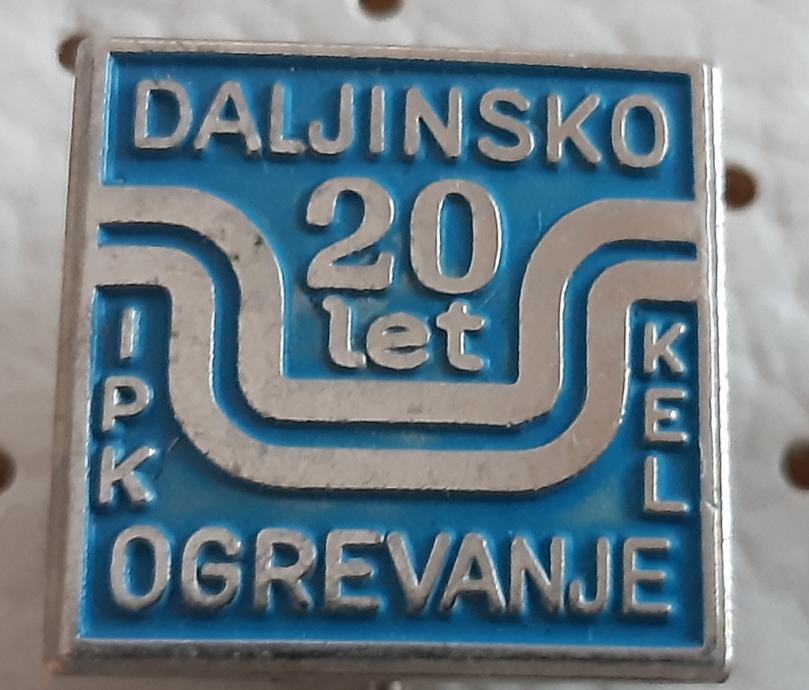 DALJINSKO
20
let
IPK
KEL
OGREVANJE